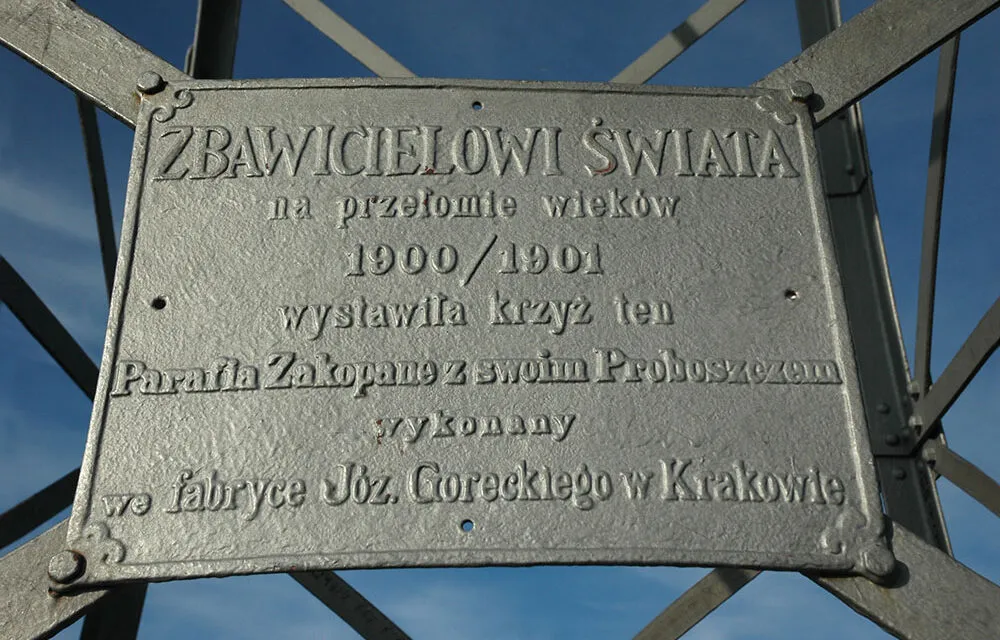 ZBAWICIELOWI ŚWIATA
na przełomie wieków
1900/1901
wystawiła krzyż ten
Parafia Zakopane z swoim Proboszczem
wykonany
we fabryce Józ. Goreckiego w Krakowie